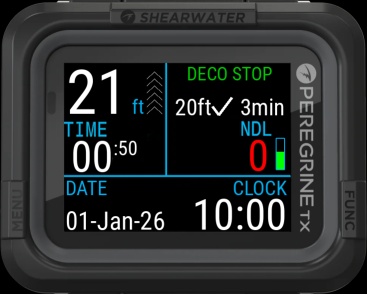 SHEARWATER
21 ft
DECO STOP
20ft✓ 3min
TIME
00:50
NDL
0
DATE
01-Jan-26
CLOCK
10:00
MENU
FUNC
PEREGRINE TX